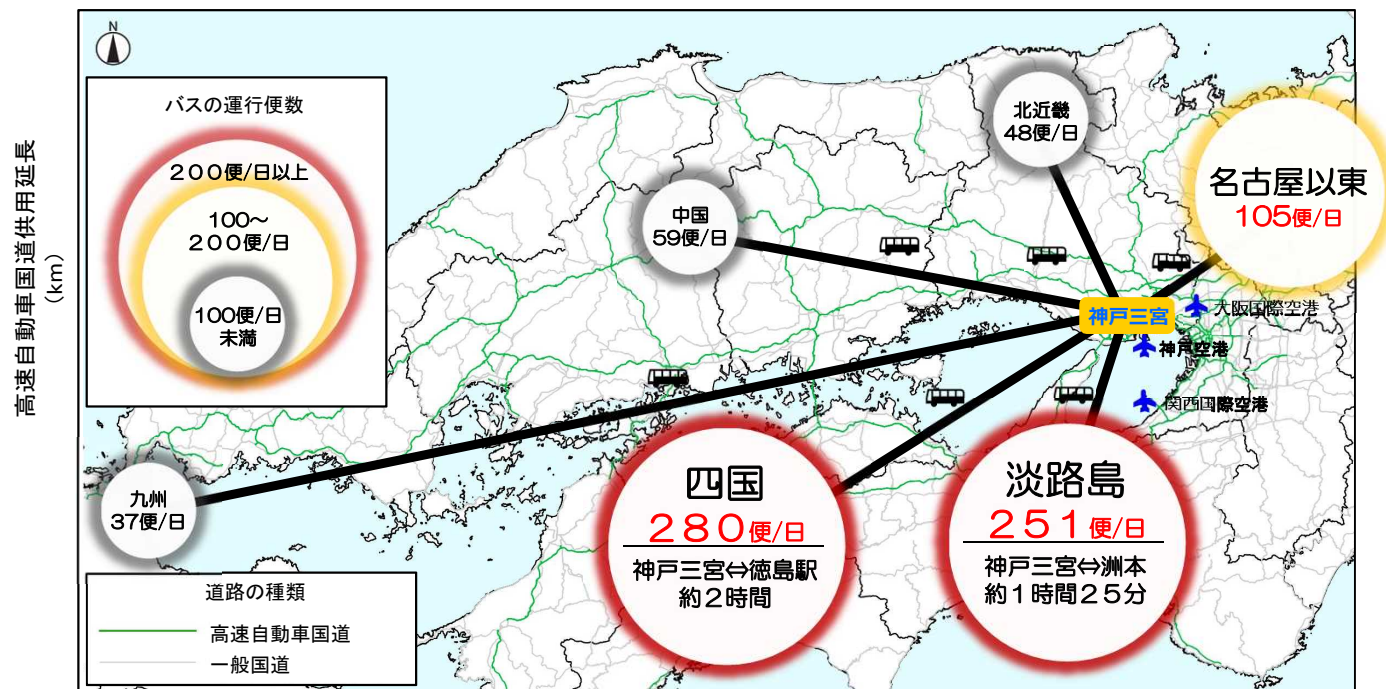 高速自動車国道供用延長
(km)
N
バスの運行便数
200便/日以上
100～
200便/日
100便/日
未満
北近畿
48便/日
名古屋以東
105便/日
中国
59便/日
神戸三宮
大阪国際空港
神戸空港
関西国際空港
九州
37便/日
四国
280便/日
神戸三宮⇔徳島駅
約2時間
淡路島
251便/日
神戸三宮⇔洲本
約1時間25分
道路の種類
高速自動車国道
一般国道